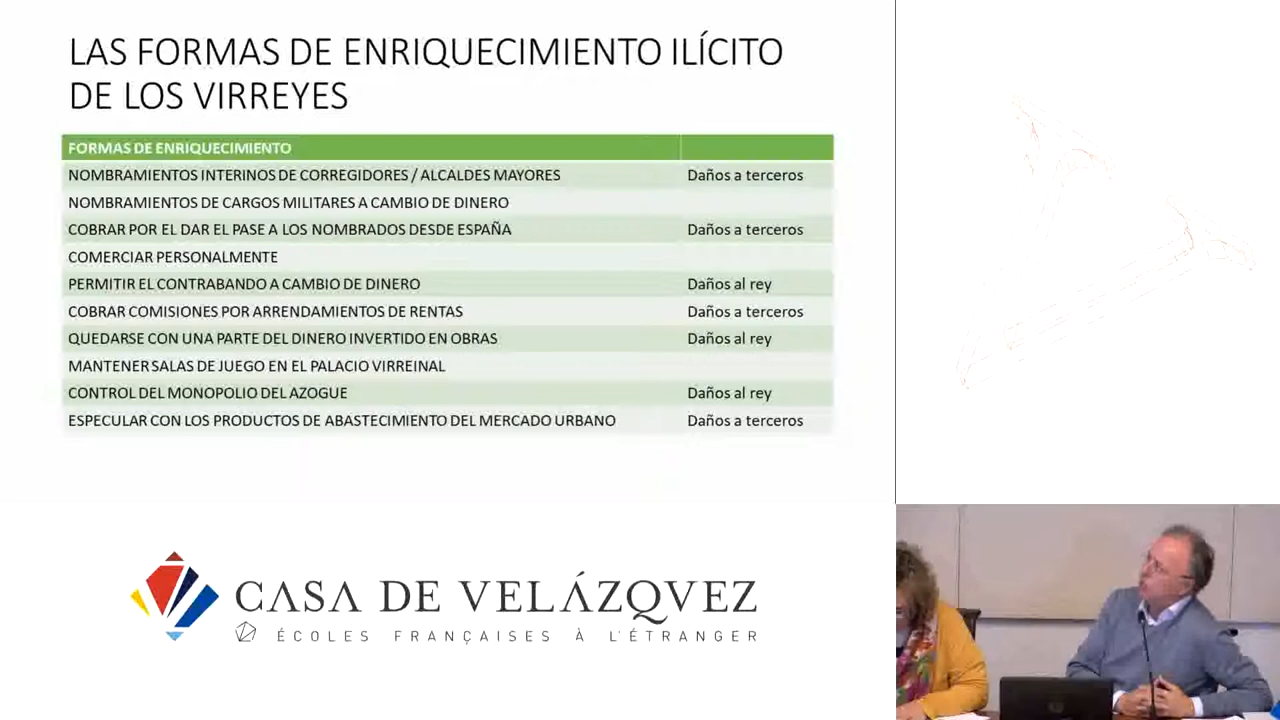 LAS FORMAS DE ENRIQUECIMIENTO ILÍCITO
DE LOS VIRREYES
FORMAS DE ENRIQUECIMIENTO
NOMBRAMIENTOS INTERINOS DE CORREGIDORES / ALCALDES MAYORES Daños a terceros
NOMBRAMIENTOS DE CARGOS MILITARES A CAMBIO DE DINERO
COBRAR POR EL DAR EL PASE A LOS NOMBRADOS DESDE ESPAÑA Daños a terceros
COMERCIAR PERSONALMENTE
PERMITIR EL CONTRABANDO A CAMBIO DE DINERO Daños al rey
COBRAR COMISIONES POR ARRENDAMIENTOS DE RENTAS Daños a terceros
QUEDARSE CON UNA PARTE DEL DINERO INVERTIDO EN OBRAS Daños al rey
MANTENER SALAS DE JUEGO EN EL PALACIO VIRREINAL
CONTROL DEL MONOPOLIO DEL AZOGUE Daños al rey
ESPECULAR CON LOS PRODUCTOS DE ABASTECIMIENTO DEL MERCADO URBANO Daños a terceros
CASA DE VELÁZQVEZ
ÉCOLES FRANÇAISES À L'ÉTRANGER